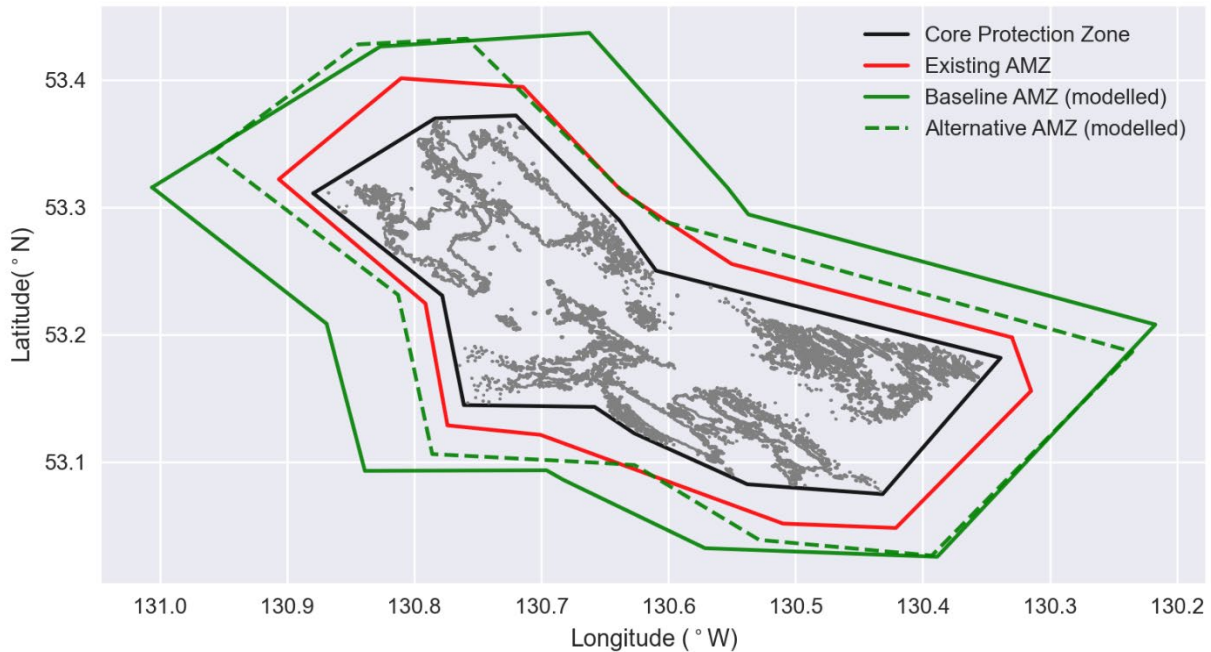 Core Protection Zone
Existing AMZ
Baseline AMZ (modelled)
Alternative AMZ (modelled)
Latitude(°N)
53.4
53.3
53.2
53.1
131.0 130.9 130.8 130.7 130.6 130.5 130.4 130.3 130.2
Longitude (°W)